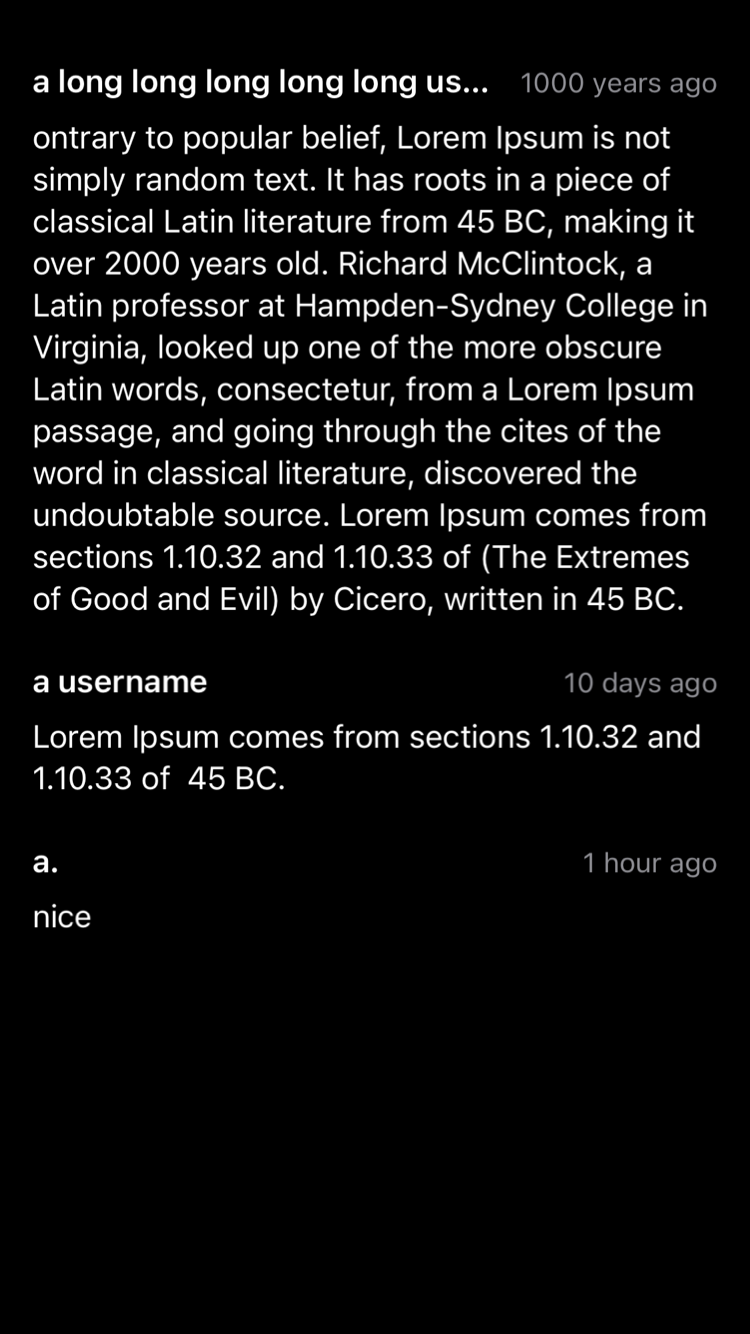 a long long long long long us... 1000 years ago
ontrary to popular belief, Lorem Ipsum is not
simply random text. It has roots in a piece of
classical Latin literature from 45 BC, making it
over 2000 years old. Richard McClintock, a
Latin professor at Hampden-Sydney College in
Virginia, looked up one of the more obscure
Latin words, consectetur, from a Lorem Ipsum
passage, and going through the cites of the
word in classical literature, discovered the
undoubtable source. Lorem Ipsum comes from
sections 1.10.32 and 1.10.33 of (The Extremes
of Good and Evil) by Cicero, written in 45 BC.
a username 10 days ago
Lorem Ipsum comes from sections 1.10.32 and
1.10.33 of  45 BC.
a. 1 hour ago
nice